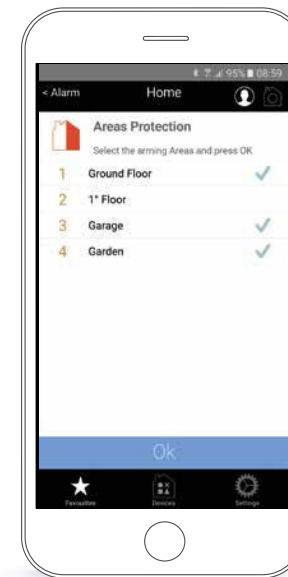 95% 08:59
< Alarm Home
Areas Protection
Select the arming Areas and press OK
1 Ground Floor
2 1° Floor
3 Garage
4 Garden
Ok
Favourites Devices Settings